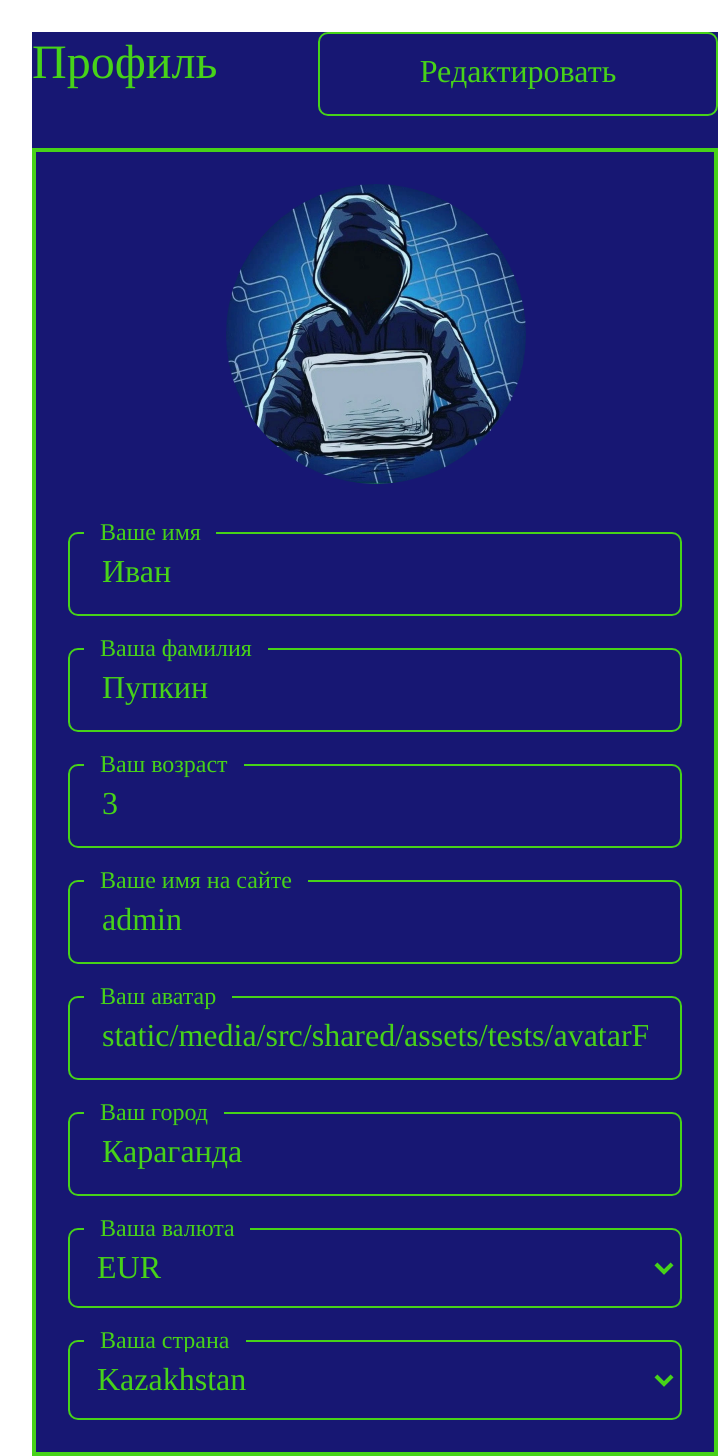 Профиль
Редактировать
Ваше имя
Иван
Ваша фамилия
Пупкин
Ваш возраст
3
Ваше имя на сайте
admin
Ваш аватар
static/media/src/shared/assets/tests/avatarF
Ваш город
Караганда
Ваша валюта
EUR
Ваша страна
Kazakhstan